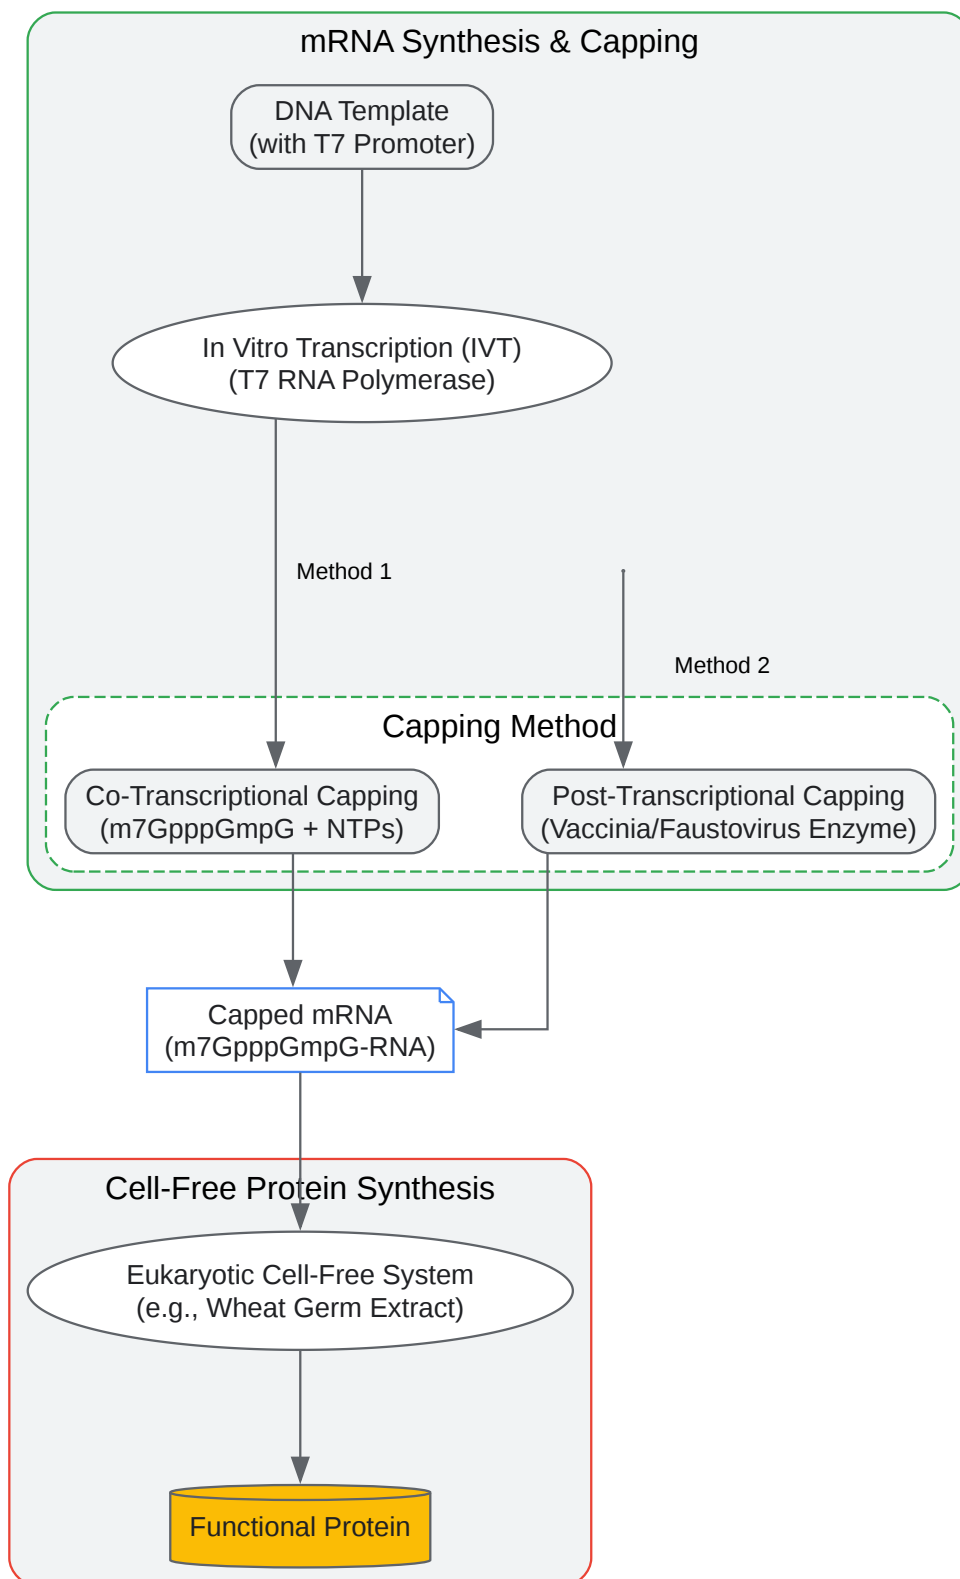 mRNA Synthesis & Capping
DNA Template
(with T7 Promoter)
In Vitro Transcription (IVT)
(T7 RNA Polymerase)
Method 1
Method 2
Capping Method
Co-Transcriptional Capping
(m7GpppGmpG + NTPs)
Post-Transcriptional Capping
(Vaccinia/Faustovirus Enzyme)
Capped mRNA
(m7GpppGmpG-RNA)
Cell-Free Protein Synthesis
Eukaryotic Cell-Free System
(e.g., Wheat Germ Extract)
Functional Protein